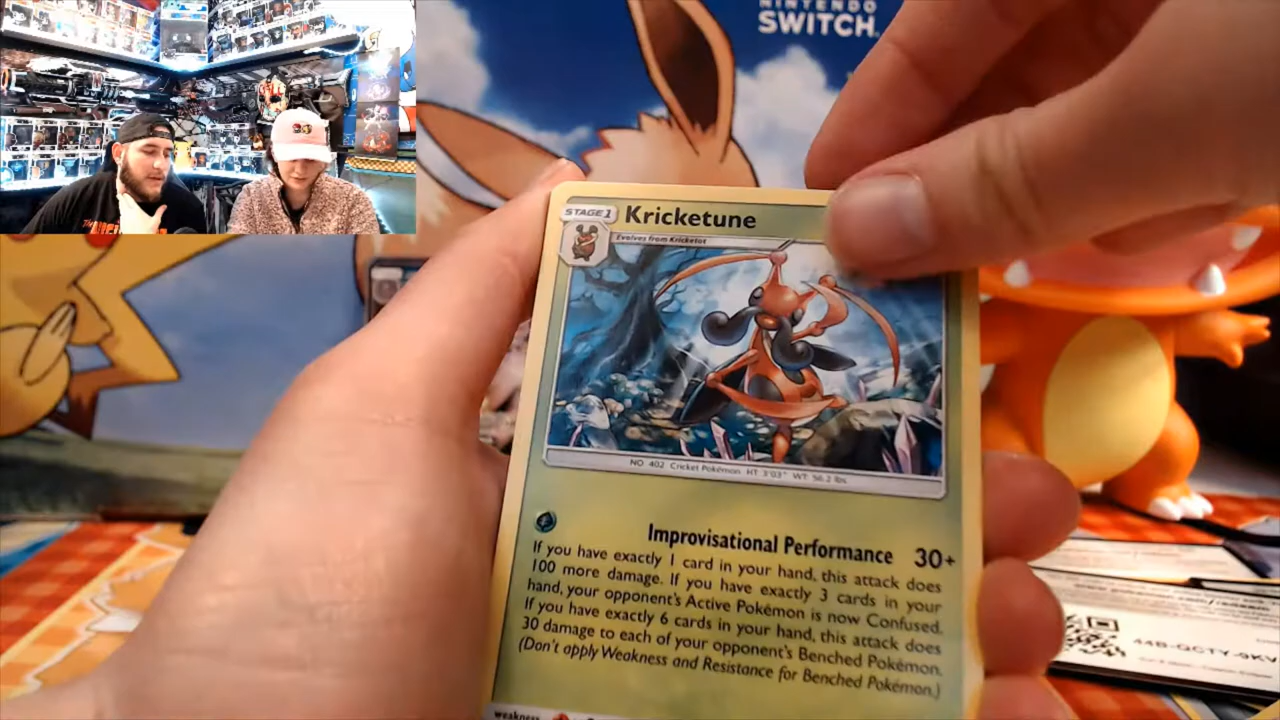 NINTENDO
SWITCH.
STAGE 1
Kricketune
Evolves from Kricketot
NO. 402 Cricket Pokémon HT: 3'03" WT: 56.2 lbs
Improvisational Performance 30+
If you have exactly 1 card in your hand, this attack does
100 more damage. If you have exactly 3 cards in your
hand, your opponent's Active Pokémon is now Confused.
If you have exactly 6 cards in your hand, this attack does
30 damage to each of your opponent's Benched Pokémon.
(Don't apply Weakness and Resistance for Benched Pokémon.)
weakness